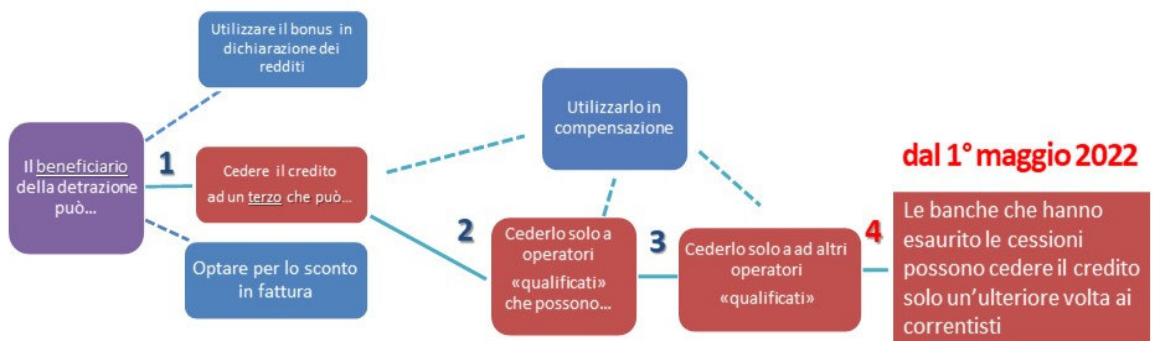 Utilizzare il bonus in
dichiarazione dei
redditi
Il beneficiario
della detrazione
può...
1
Cedere il credito
ad un terzo che può...
Optare per lo sconto
in fattura
Utilizzarlo in
compensazione
2
Cederlo solo a
operatori
«qualificati»
che possono...
3
Cederlo solo a ad altri
operatori
«qualificati»
4
dal 1° maggio 2022
Le banche che hanno
esaurito le cessioni
possono cedere il credito
solo un'ulteriore volta ai
correntisti